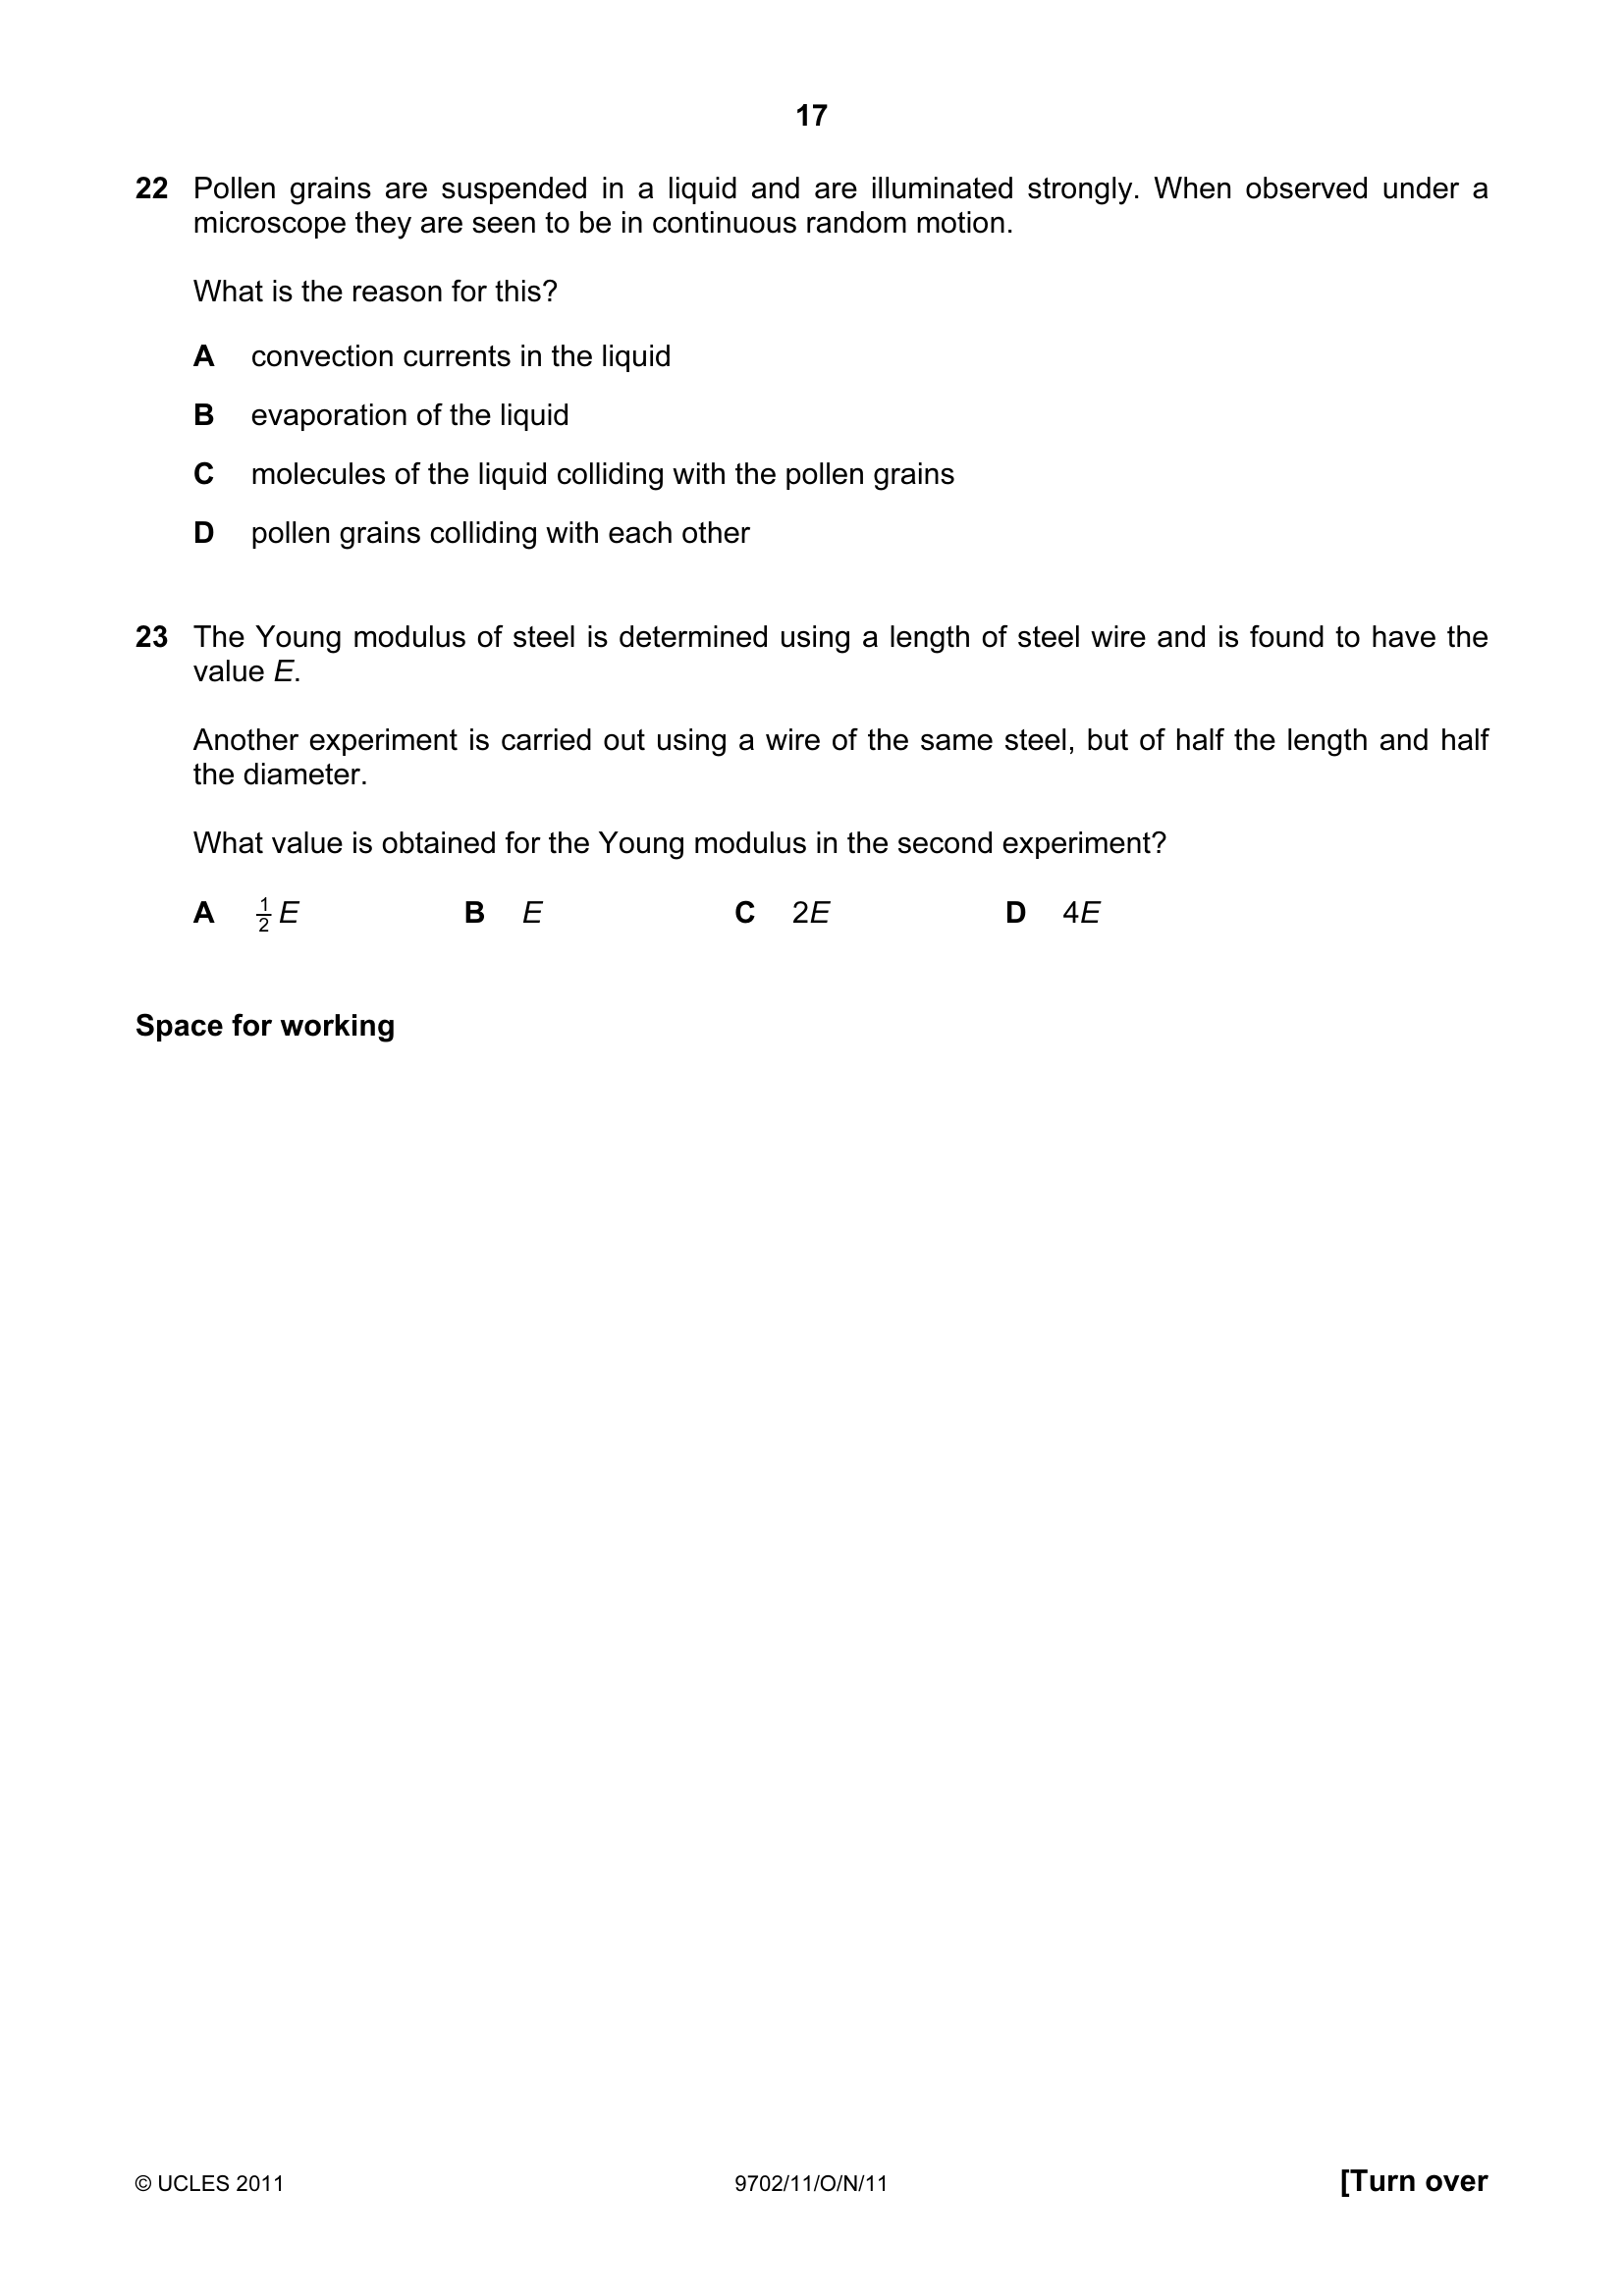 17
22 Pollen grains are suspended in a liquid and are illuminated strongly. When observed under a
microscope they are seen to be in continuous random motion.
What is the reason for this?
A convection currents in the liquid
B evaporation of the liquid
C molecules of the liquid colliding with the pollen grains
D pollen grains colliding with each other
23 The Young modulus of steel is determined using a length of steel wire and is found to have the
value E.
Another experiment is carried out using a wire of the same steel, but of half the length and half
the diameter.
What value is obtained for the Young modulus in the second experiment?
A 1/2 E B E C 2E D 4E
Space for working
© UCLES 2011 9702/11/O/N/11 [Turn over